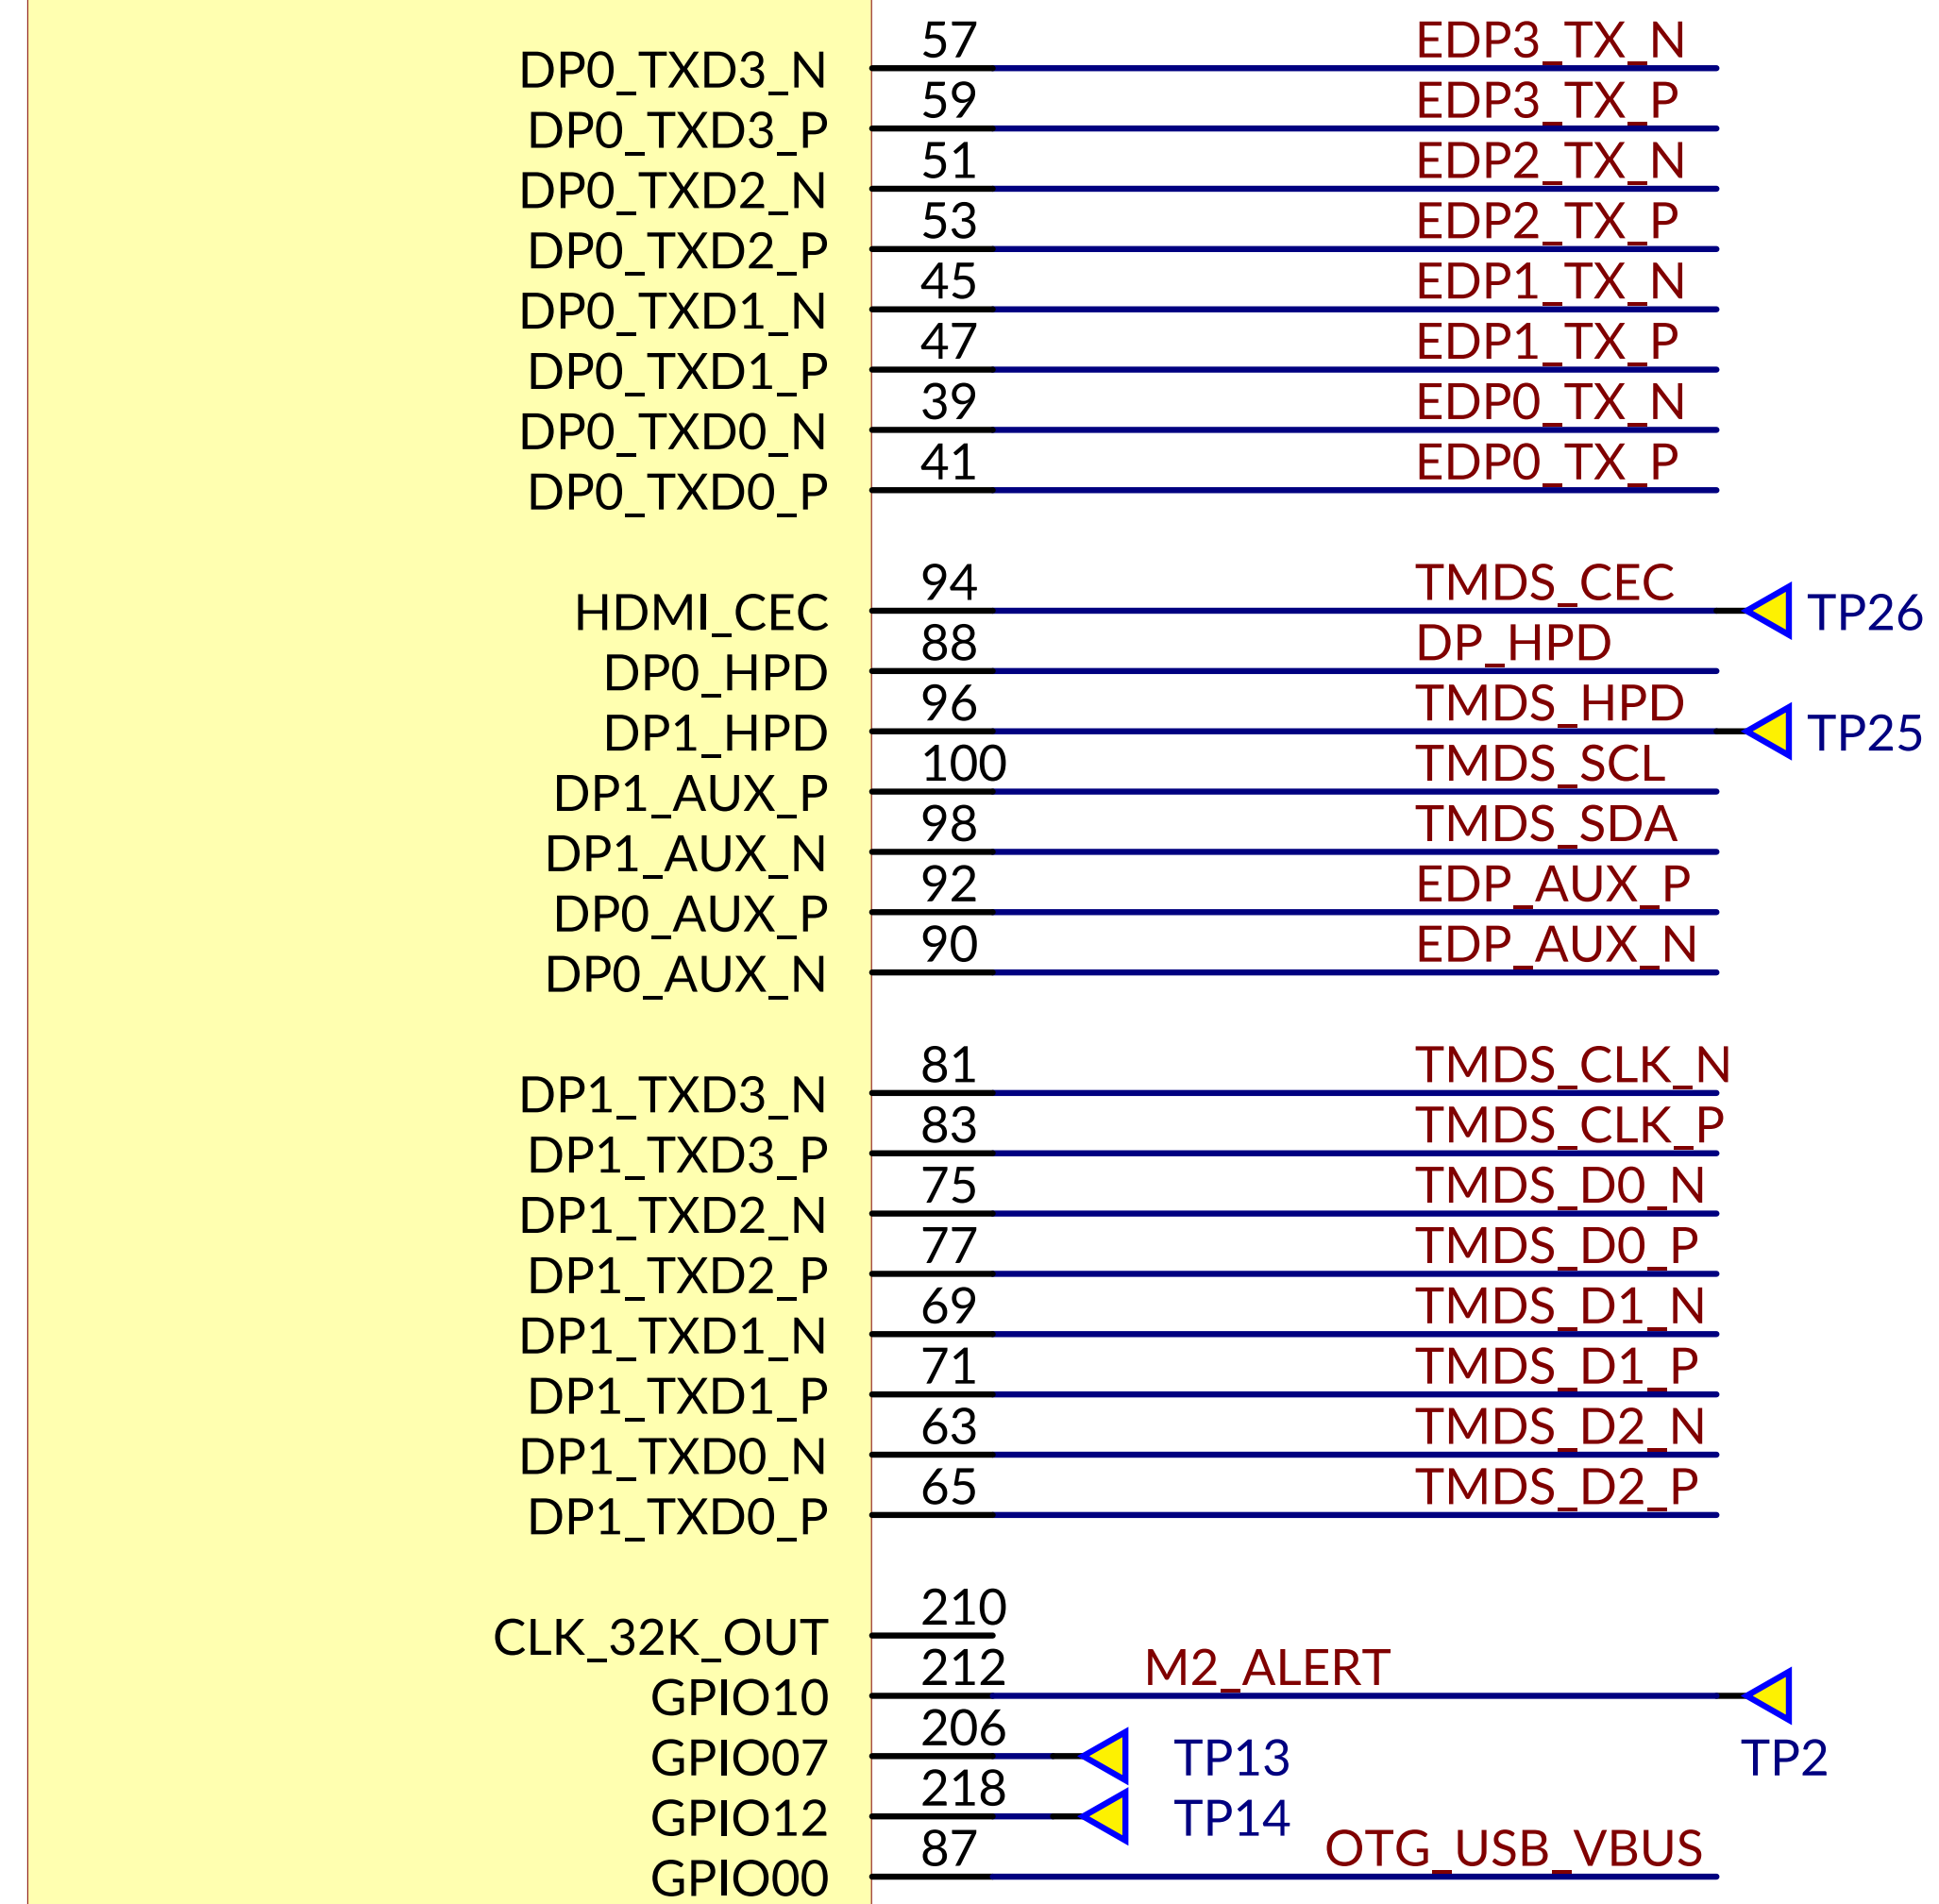 DP0_TXD3_N 57 EDP3_TX_N
DP0_TXD3_P 59 EDP3_TX_P
DP0_TXD2_N 51 EDP2_TX_N
DP0_TXD2_P 53 EDP2_TX_P
DP0_TXD1_N 45 EDP1_TX_N
DP0_TXD1_P 47 EDP1_TX_P
DP0_TXD0_N 39 EDP0_TX_N
DP0_TXD0_P 41 EDP0_TX_P
HDMI_CEC 94 TMDS_CEC TP26
DP0_HPD 88 DP_HPD
DP1_HPD 96 TMDS_HPD TP25
DP1_AUX_P 100 TMDS_SCL
DP1_AUX_N 98 TMDS_SDA
DP0_AUX_P 92 EDP_AUX_P
DP0_AUX_N 90 EDP_AUX_N
DP1_TXD3_N 81 TMDS_CLK_N
DP1_TXD3_P 83 TMDS_CLK_P
DP1_TXD2_N 75 TMDS_D0_N
DP1_TXD2_P 77 TMDS_D0_P
DP1_TXD1_N 69 TMDS_D1_N
DP1_TXD1_P 71 TMDS_D1_P
DP1_TXD0_N 63 TMDS_D2_N
DP1_TXD0_P 65 TMDS_D2_P
CLK_32K_OUT 210
GPIO10 212 M2_ALERT
GPIO07 206 TP13 TP2
GPIO12 218 TP14
GPIO00 87 OTG_USB_VBUS